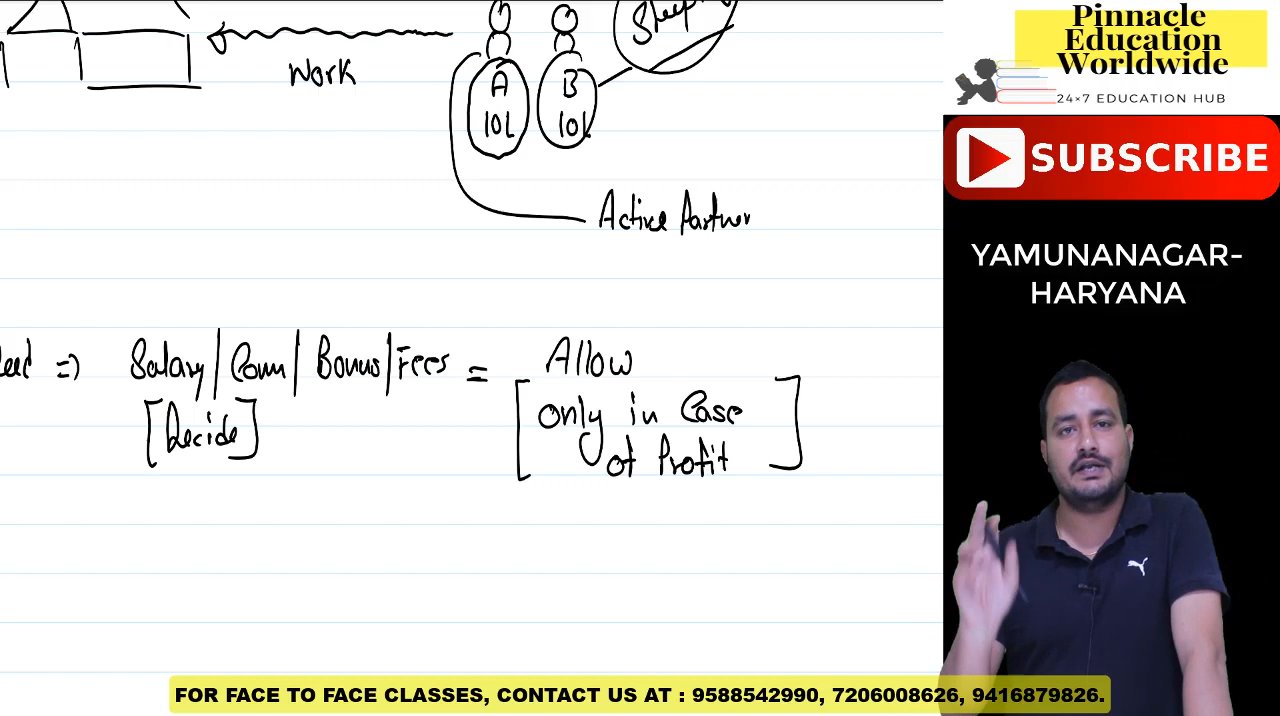 Pinnacle
Education
Worldwide
24×7 EDUCATION HUB
SUBSCRIBE
YAMUNANAGAR-
HARYANA
Work
A
10L
B
10L
Active Partner
=> Salary | Comm | Bonus | Fees = Allow
[Decide]
[Only in Case
of Profit]
FOR FACE TO FACE CLASSES, CONTACT US AT : 9588542990, 7206008626, 9416879826.